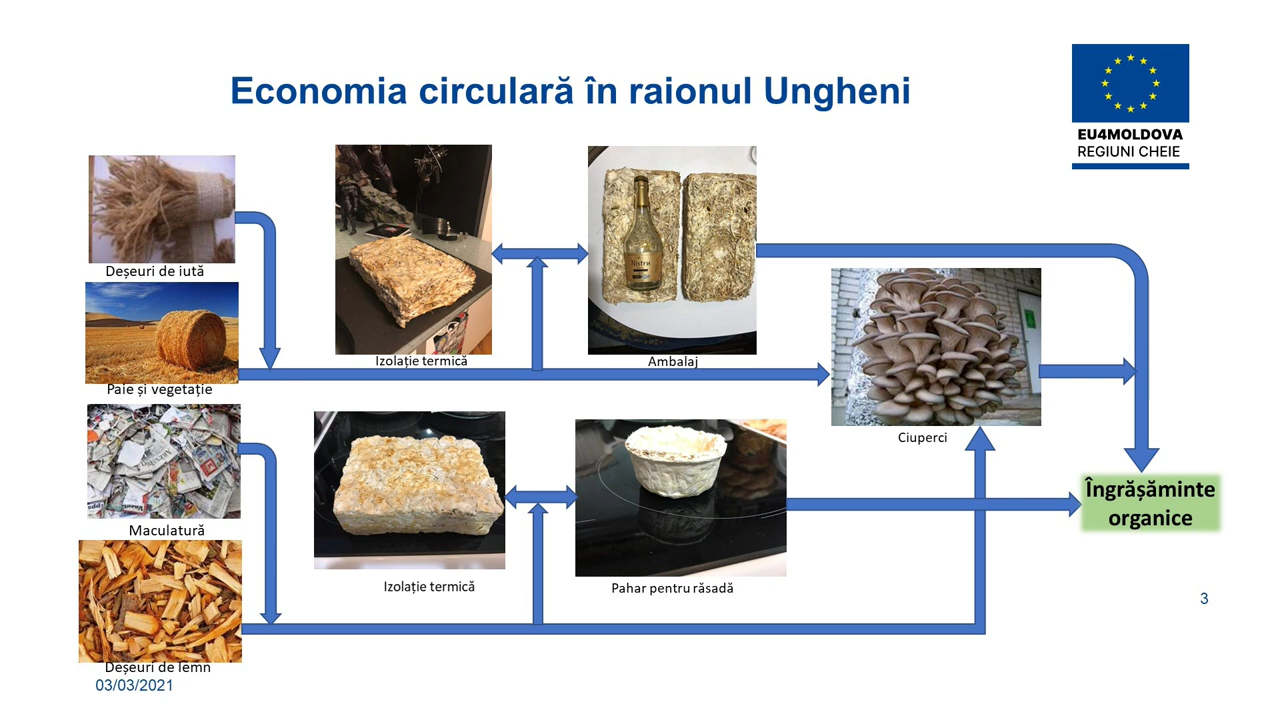 Economia circulară în raionul Ungheni
EU4MOLDOVA
REGIUNI CHEIE
Deșeuri de iută
Izolație termică
Ambalaj
Paie și vegetație
Ciuperci
Îngrășăminte
organice
Maculatură
Izolație termică
Pahar pentru răsadă
3
Deșeuri de lemn
03/03/2021
Nistru